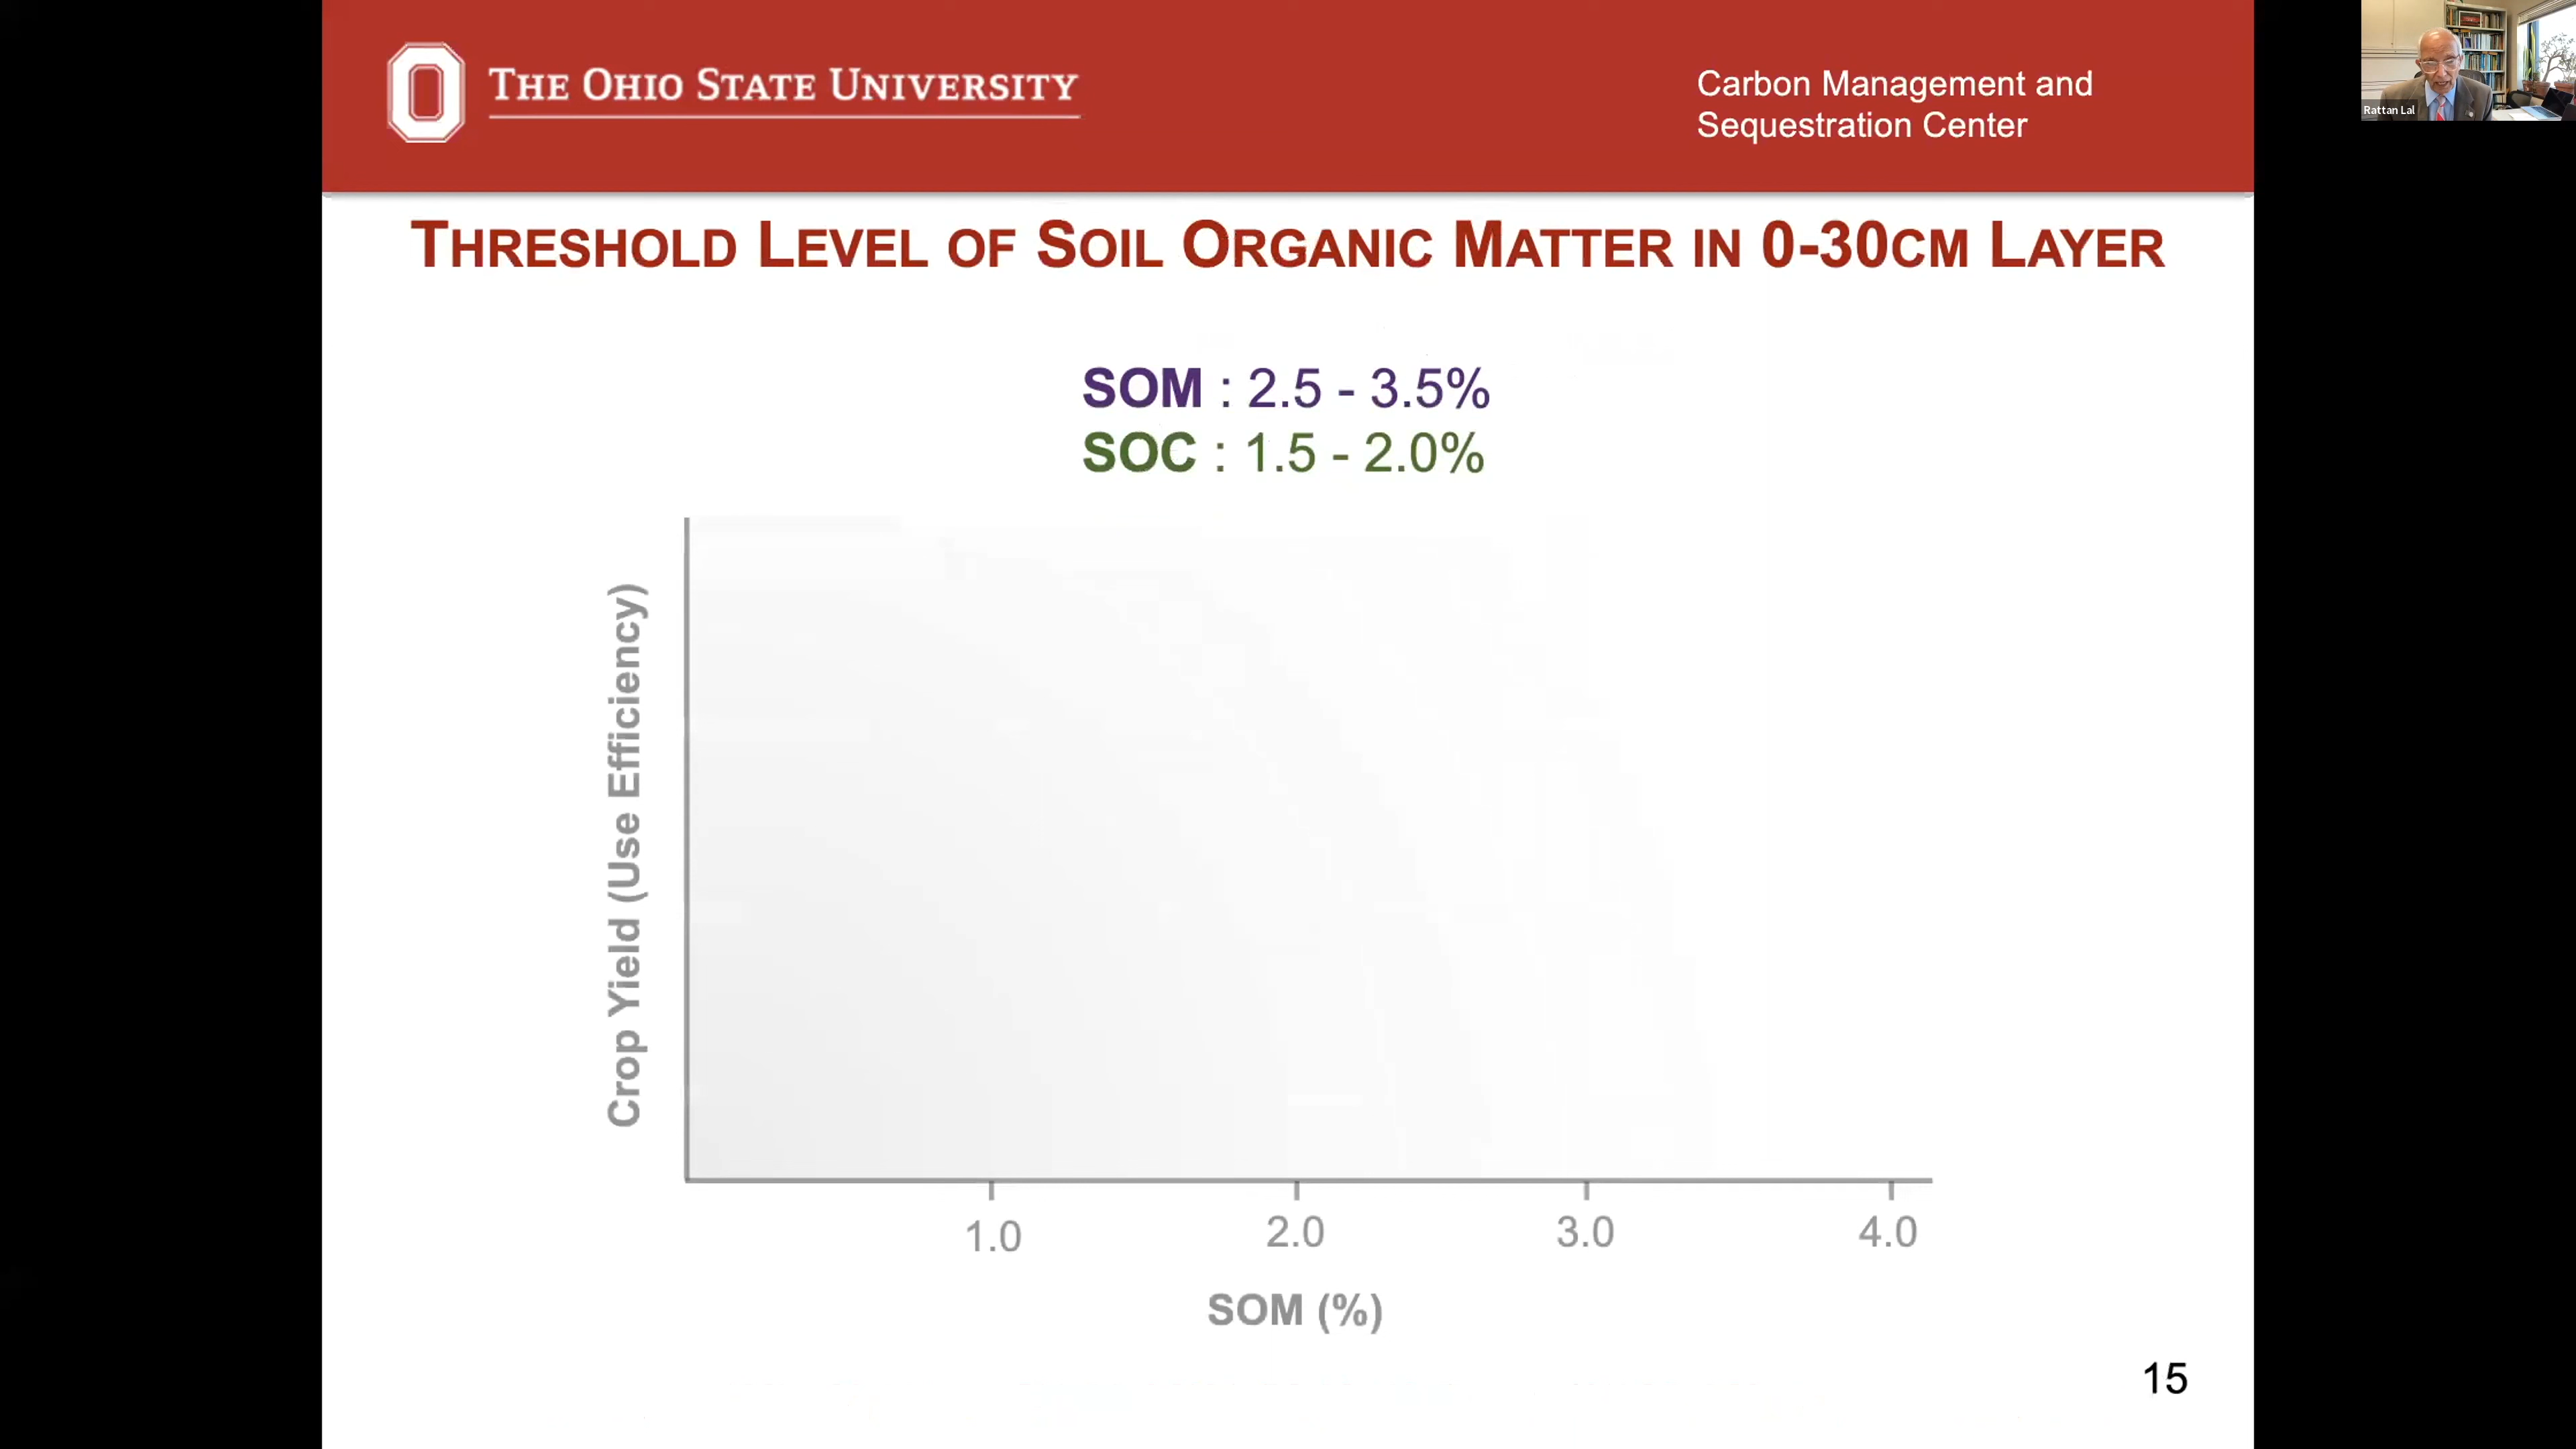 THE OHIO STATE UNIVERSITY
Carbon Management and
Sequestration Center
Rattan Lal
THRESHOLD LEVEL OF SOIL ORGANIC MATTER IN 0-30CM LAYER
SOM : 2.5 - 3.5%
SOC : 1.5 - 2.0%
Crop Yield (Use Efficiency)
1.0 2.0 3.0 4.0
SOM (%)
15